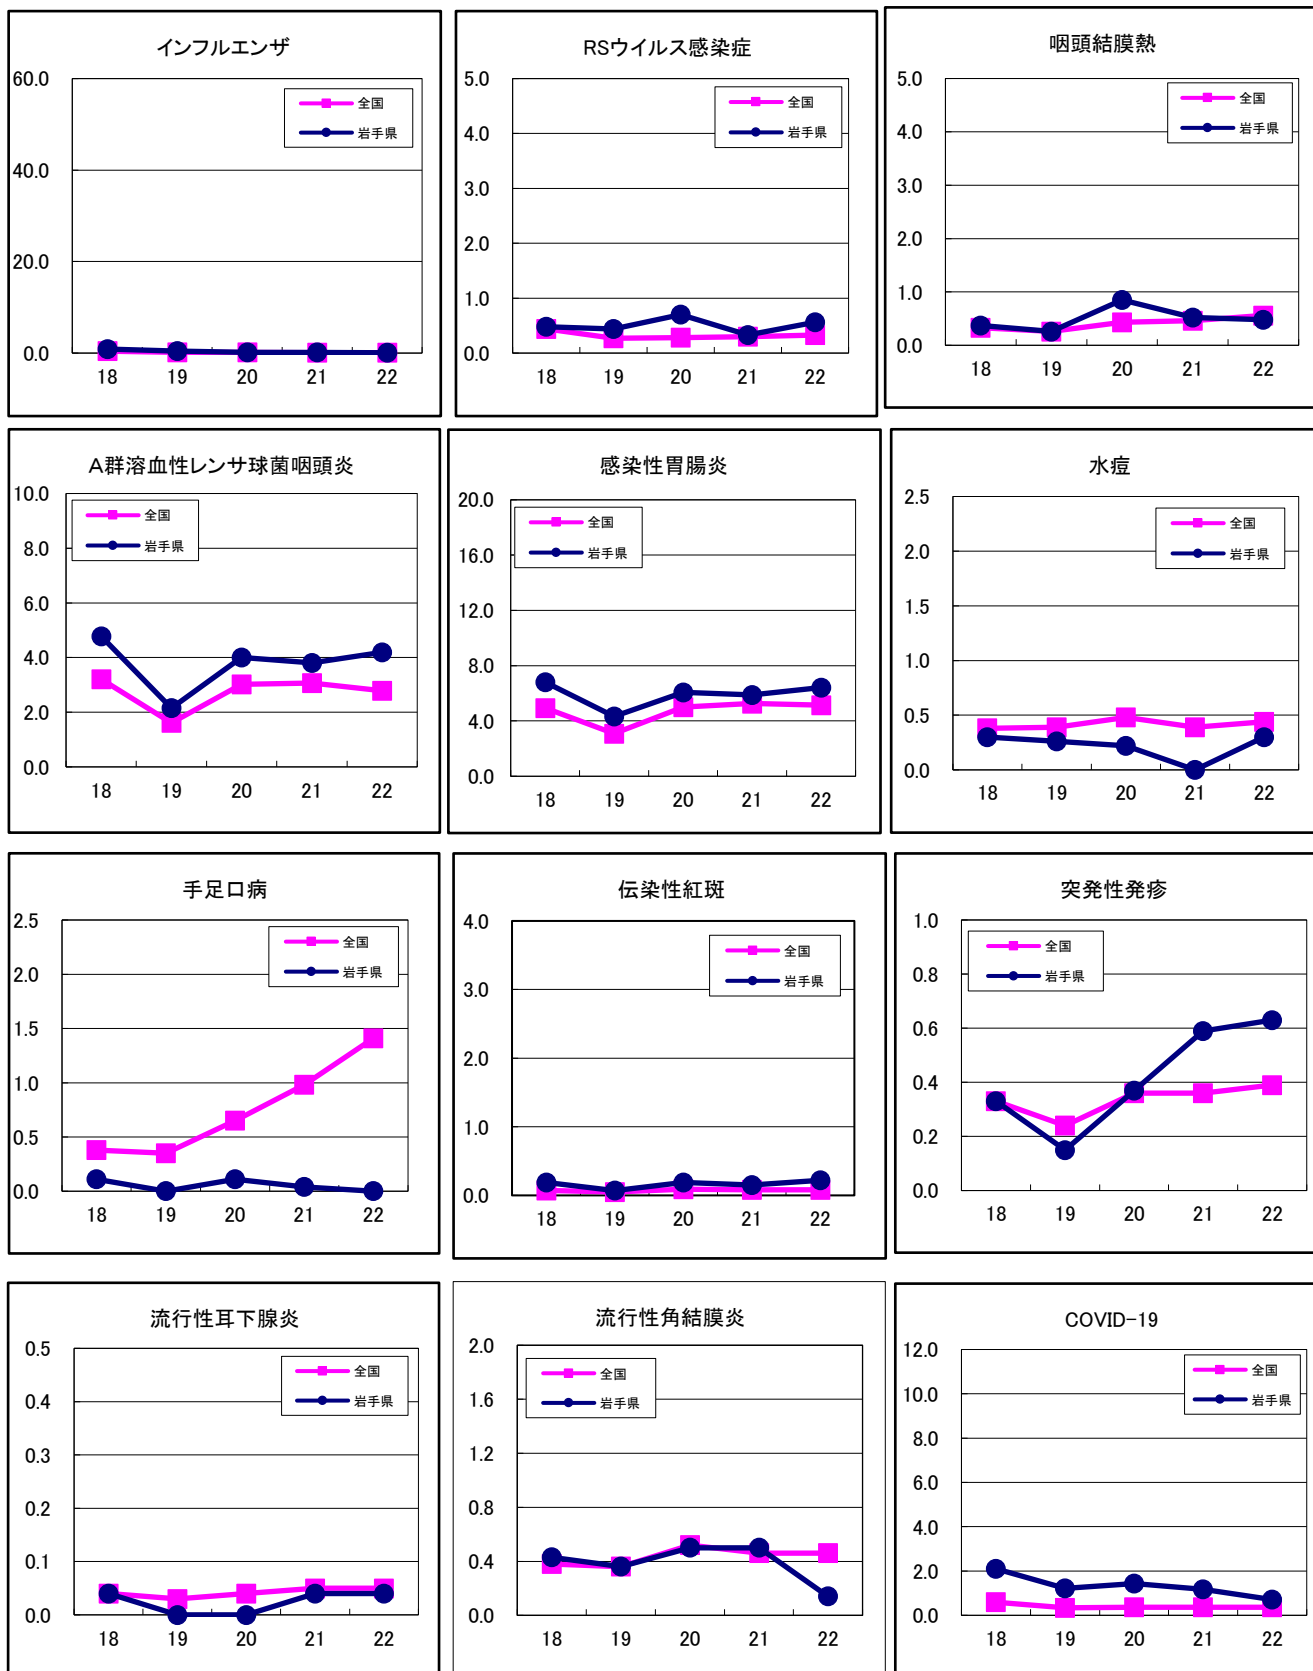 インフルエンザ
60.0
40.0
20.0
0.0
全国
岩手県
18 19 20 21 22
RSウイルス感染症
5.0
4.0
3.0
2.0
1.0
0.0
全国
岩手県
18 19 20 21 22
咽頭結膜熱
5.0
4.0
3.0
2.0
1.0
0.0
全国
岩手県
18 19 20 21 22
A群溶血性レンサ球菌咽頭炎
10.0
8.0
6.0
4.0
2.0
0.0
全国
岩手県
18 19 20 21 22
感染性胃腸炎
20.0
16.0
12.0
8.0
4.0
0.0
全国
岩手県
18 19 20 21 22
水痘
2.5
2.0
1.5
1.0
0.5
0.0
全国
岩手県
18 19 20 21 22
手足口病
2.5
2.0
1.5
1.0
0.5
0.0
全国
岩手県
18 19 20 21 22
伝染性紅斑
4.0
3.0
2.0
1.0
0.0
全国
岩手県
18 19 20 21 22
突発性発疹
1.0
0.8
0.6
0.4
0.2
0.0
全国
岩手県
18 19 20 21 22
流行性耳下腺炎
0.5
0.4
0.3
0.2
0.1
0.0
全国
岩手県
18 19 20 21 22
流行性角結膜炎
2.0
1.6
1.2
0.8
0.4
0.0
全国
岩手県
18 19 20 21 22
COVID-19
12.0
10.0
8.0
6.0
4.0
2.0
0.0
全国
岩手県
18 19 20 21 22